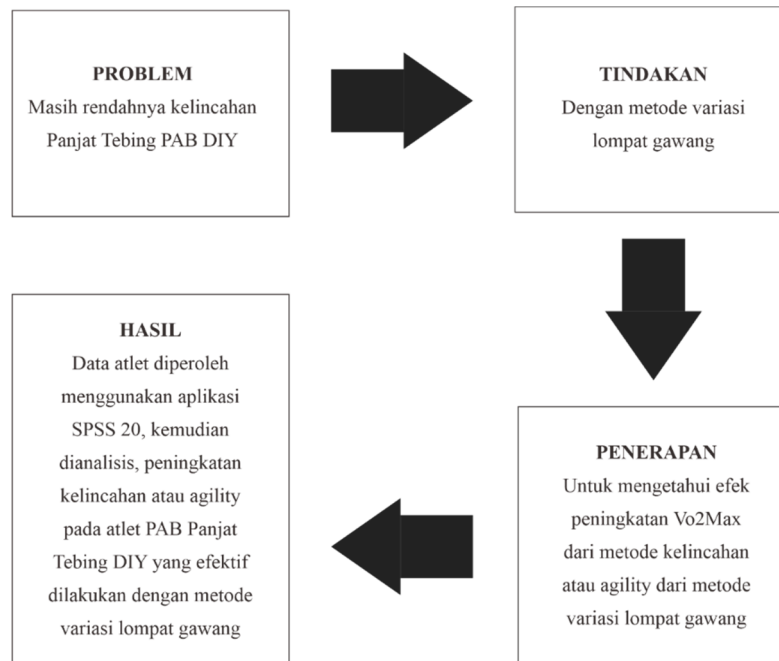 PROBLEM
Masih rendahnya kelincahan
Panjat Tebing PAB DIY
TINDAKAN
Dengan metode variasi
lompat gawang
PENERAPAN
Untuk mengetahui efek
peningkatan Vo2Max
dari metode kelincahan
atau agility dari metode
variasi lompat gawang
HASIL
Data atlet diperoleh
menggunakan aplikasi
SPSS 20, kemudian
dianalisis, peningkatan
kelincahan atau agility
pada atlet PAB Panjat
Tebing DIY yang efektif
dilakukan dengan metode
variasi lompat gawang